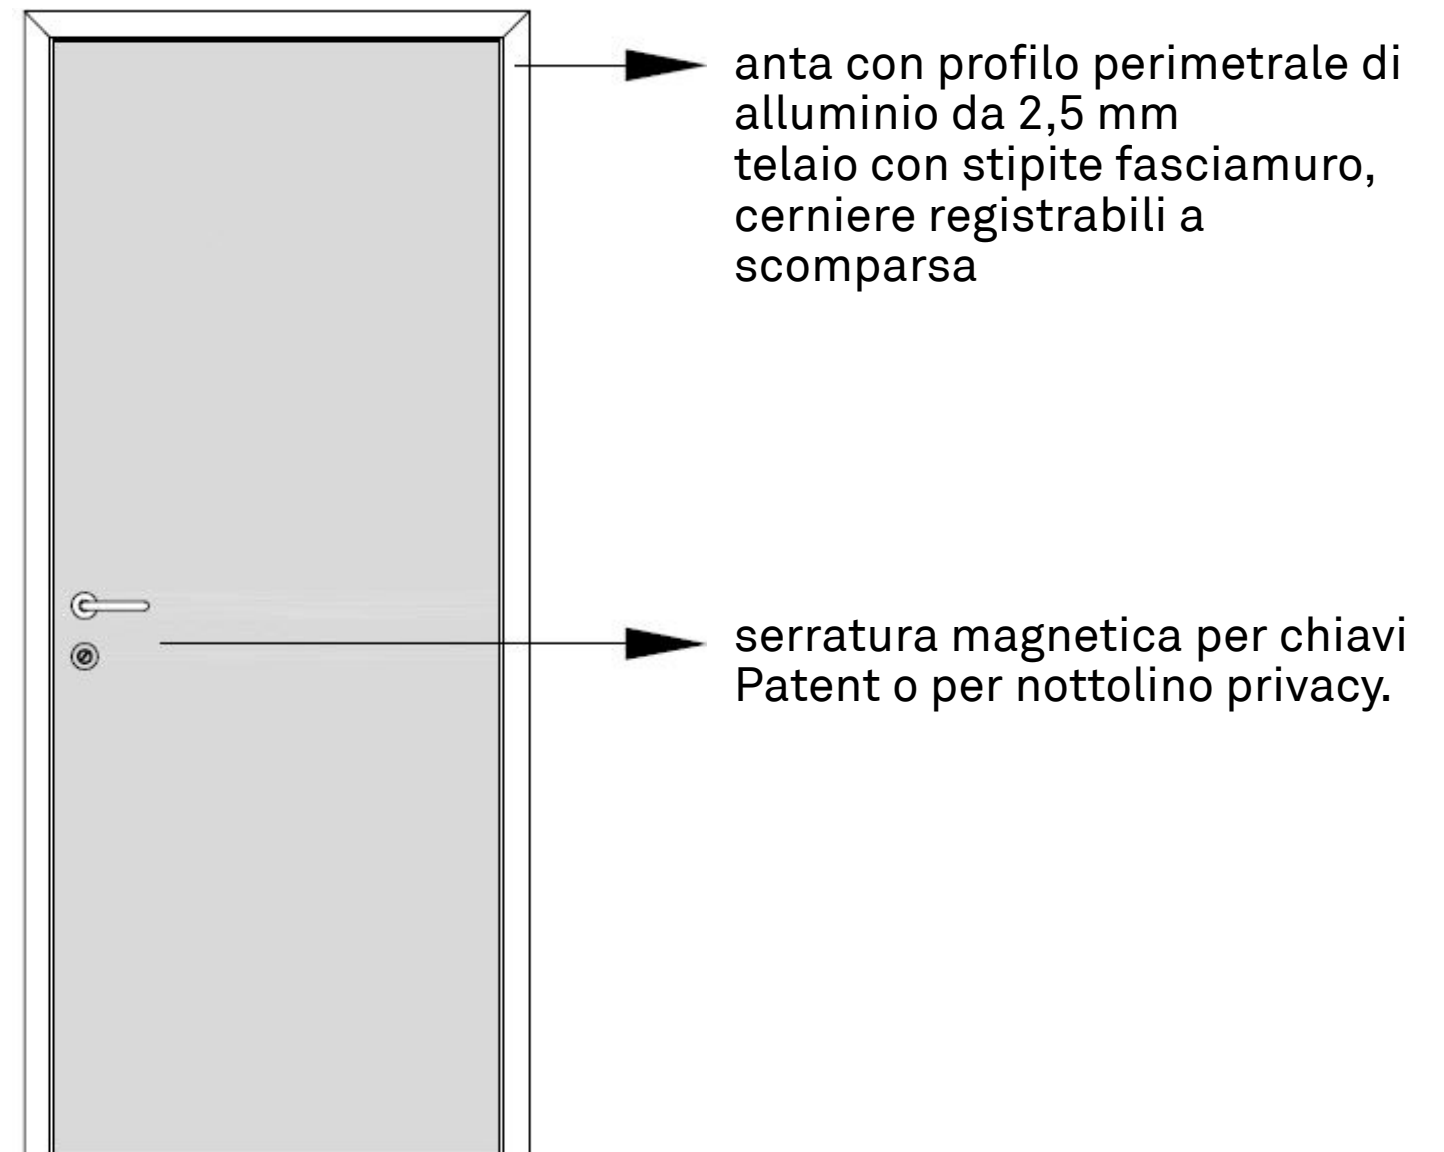 anta con profilo perimetrale di
alluminio da 2,5 mm
telaio con stipite fasciamuro,
cerniere registrabili a
scomparsa
serratura magnetica per chiavi
Patent o per nottolino privacy.